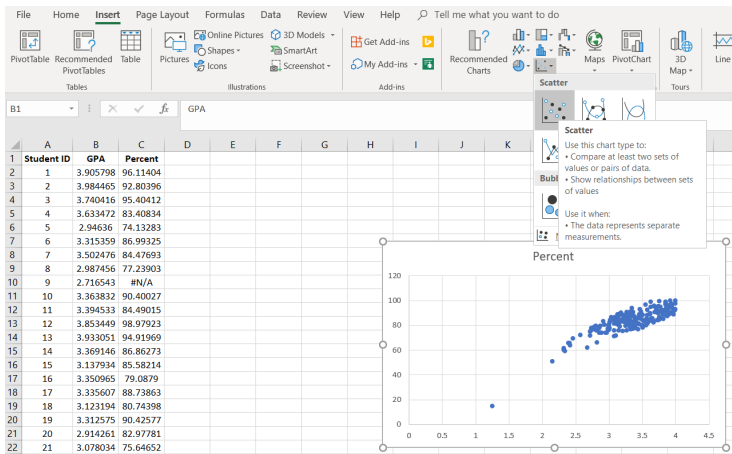 File Home Insert Page Layout Formulas Data Review View Help Tell me what you want to do
PivotTable Recommended PivotTables Table
Tables
Pictures Online Pictures Shapes Icons 3D Models SmartArt Screenshot
Illustrations
Get Add-ins My Add-ins
Add-ins
Recommended Charts
Maps PivotChart
3D Map
Tours
Line
B1 fx GPA
Scatter
Scatter
Use this chart type to:
• Compare at least two sets of
values or pairs of data.
• Show relationships between sets
of values
Use it when:
• The data represents separate
measurements.
Bubb
A B C D E F G H I J K
1 Student ID GPA Percent
2 1 3.905798 96.11404
3 2 3.984465 92.80396
4 3 3.740416 95.40412
5 4 3.633472 83.40834
6 5 2.94636 74.13283
7 6 3.315359 86.99325
8 7 3.502476 84.47693
9 8 2.987456 77.23903
10 9 2.716543 #N/A
11 10 3.363832 90.40027
12 11 3.394533 84.49015
13 12 3.853449 98.97923
14 13 3.933051 94.91969
15 14 3.369146 86.86273
16 15 3.137934 85.58214
17 16 3.350965 79.0879
18 17 3.335607 88.73863
19 18 3.123194 80.74398
20 19 3.312575 90.42577
21 20 2.914261 82.97781
22 21 3.078034 75.64652
Percent
120
100
80
60
40
20
0
0 0.5 1 1.5 2 2.5 3 3.5 4 4.5